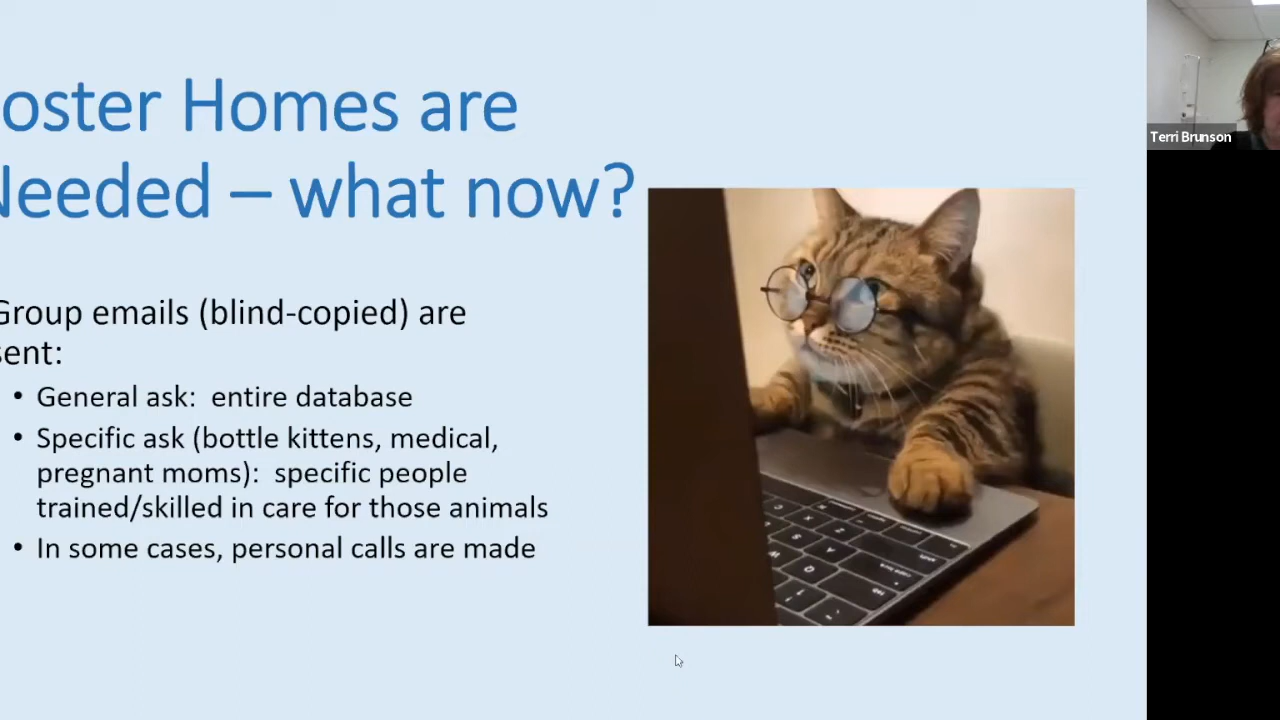 oster Homes are
Needed – what now?
Group emails (blind-copied) are
sent:
• General ask: entire database
• Specific ask (bottle kittens, medical,
pregnant moms): specific people
trained/skilled in care for those animals
• In some cases, personal calls are made
Terri Brunson